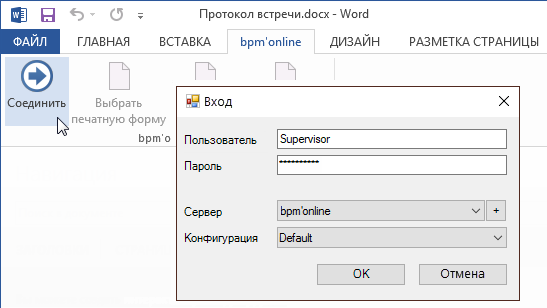 Протокол встречи.docx - Word
ФАЙЛ ГЛАВНАЯ ВСТАВКА bpm'online ДИЗАЙН РАЗМЕТКА СТРАНИЦЫ
Соединить
Выбрать
печатную форму
bpm'o
Вход
Пользователь Supervisor
Пароль **********
Сервер bpm'online +
Конфигурация Default
OK Отмена